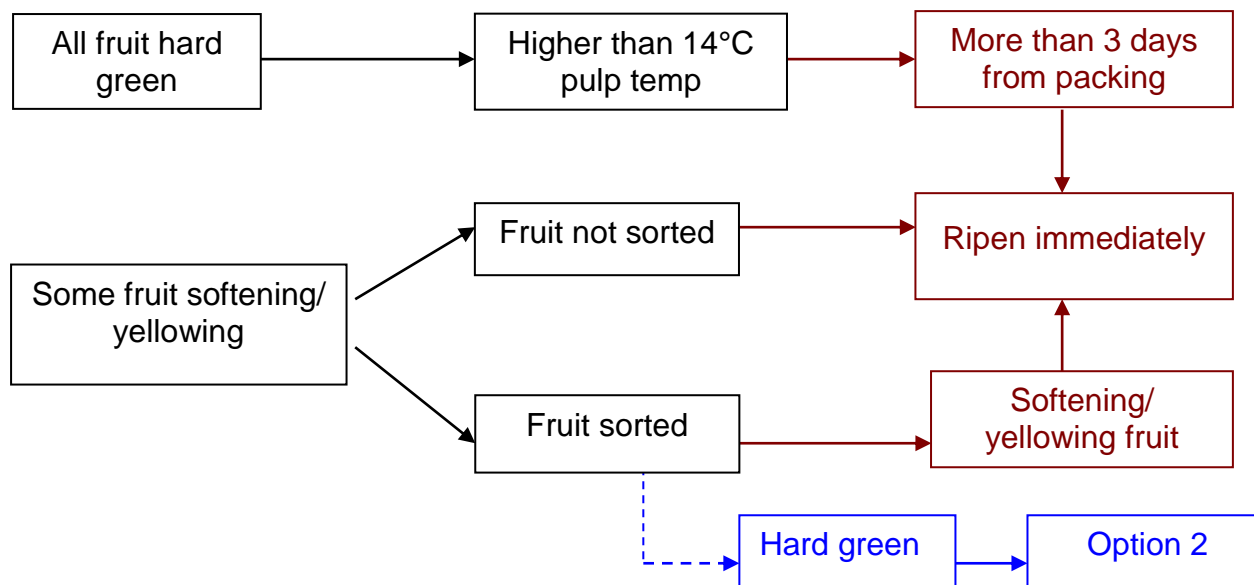 All fruit hard
green
Higher than 14°C
pulp temp
More than 3 days
from packing
Fruit not sorted
Ripen immediately
Some fruit softening/
yellowing
Fruit sorted
Softening/
yellowing fruit
Hard green
Option 2